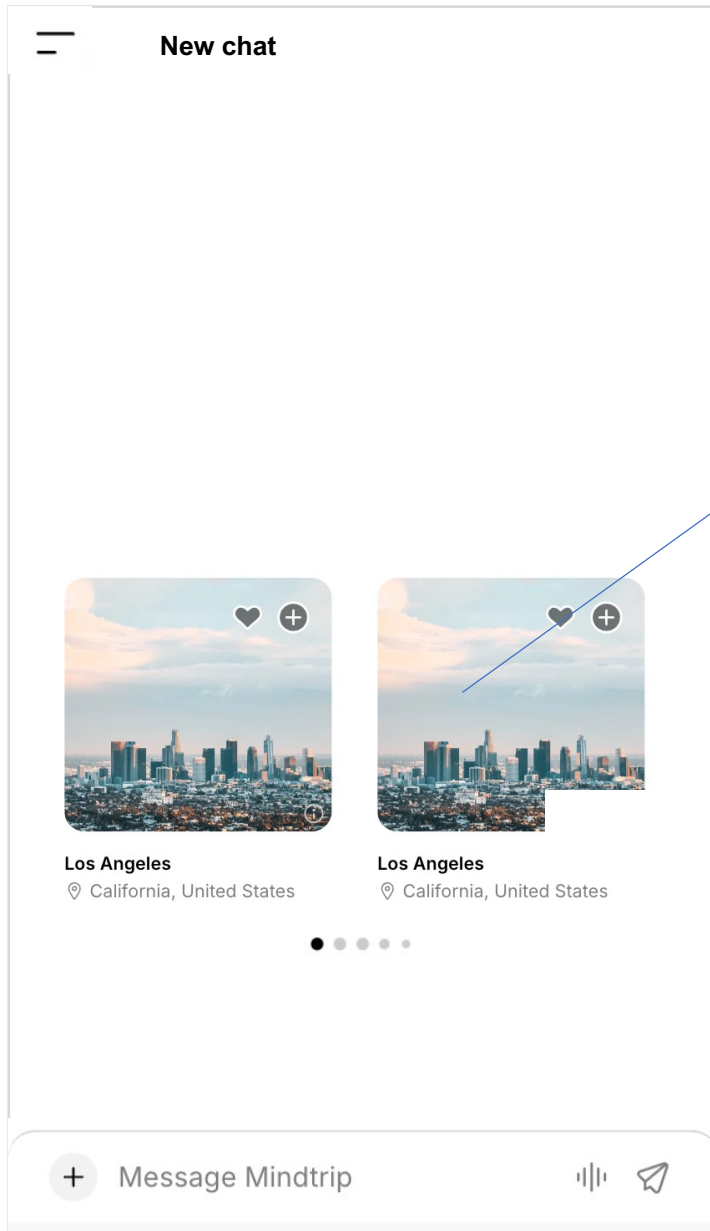 New chat
Los Angeles
California, United States
Los Angeles
California, United States
Message Mindtrip